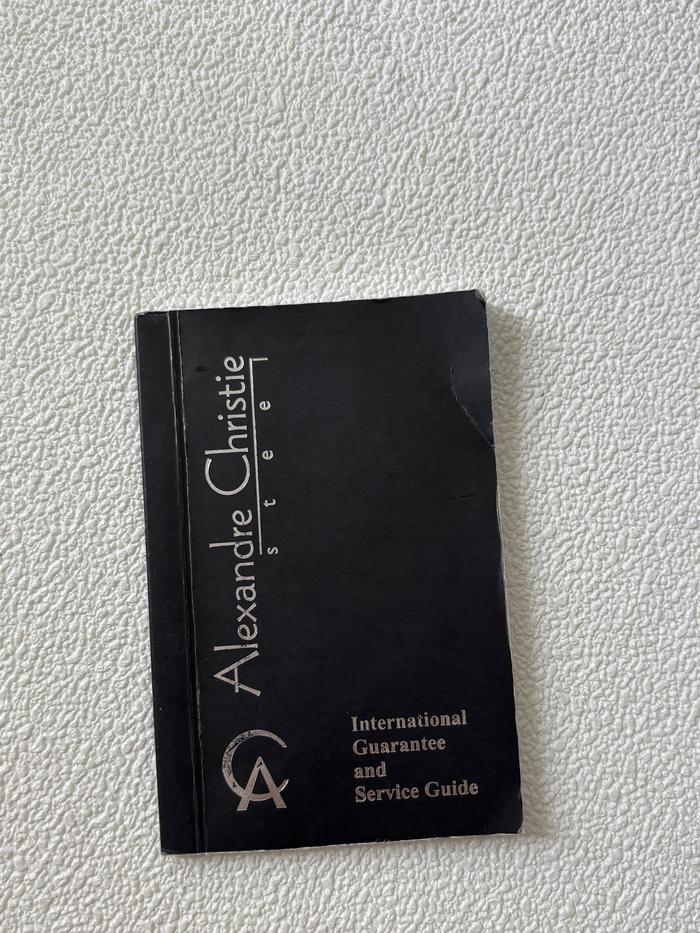 Alexandre Christie
steel
CA
International
Guarantee
and
Service Guide